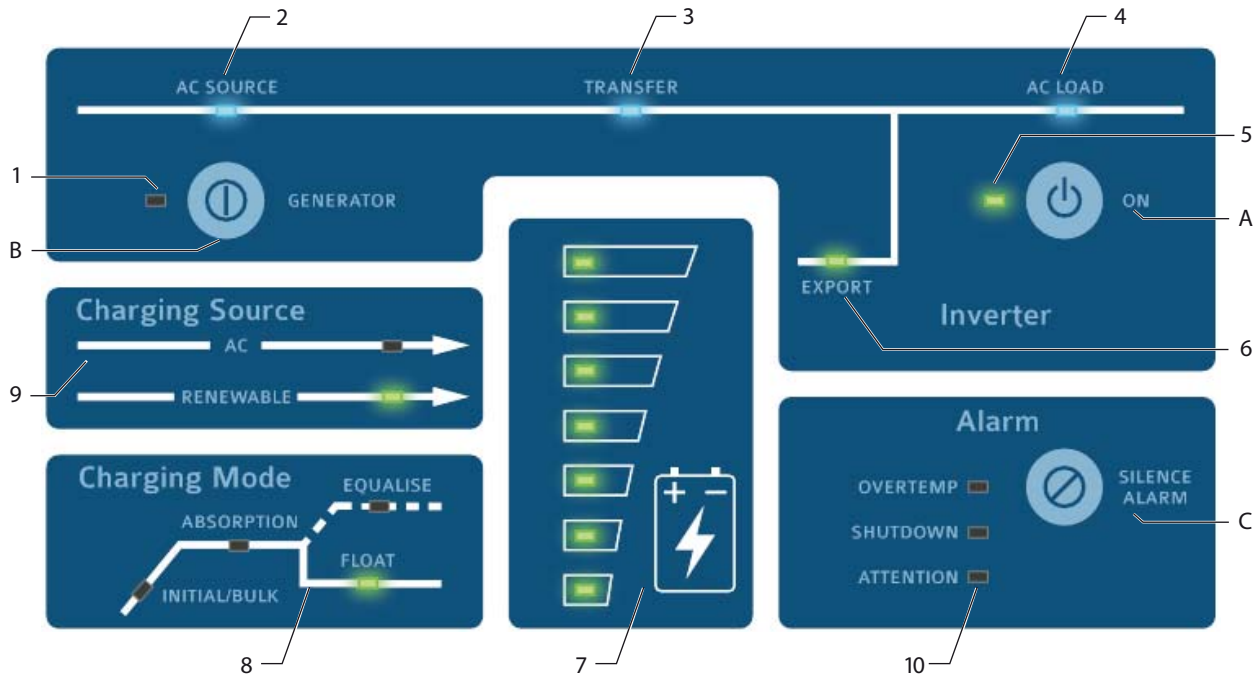 2
3
4
AC SOURCE
TRANSFER
AC LOAD
5
1
GENERATOR
ON
A
B
EXPORT
Inverter
6
Charging Source
AC
9
RENEWABLE
Charging Mode
EQUALISE
ABSORPTION
FLOAT
INITIAL/BULK
+ −
Alarm
OVERTEMP
SILENCE
ALARM
SHUTDOWN
C
ATTENTION
8
7
10